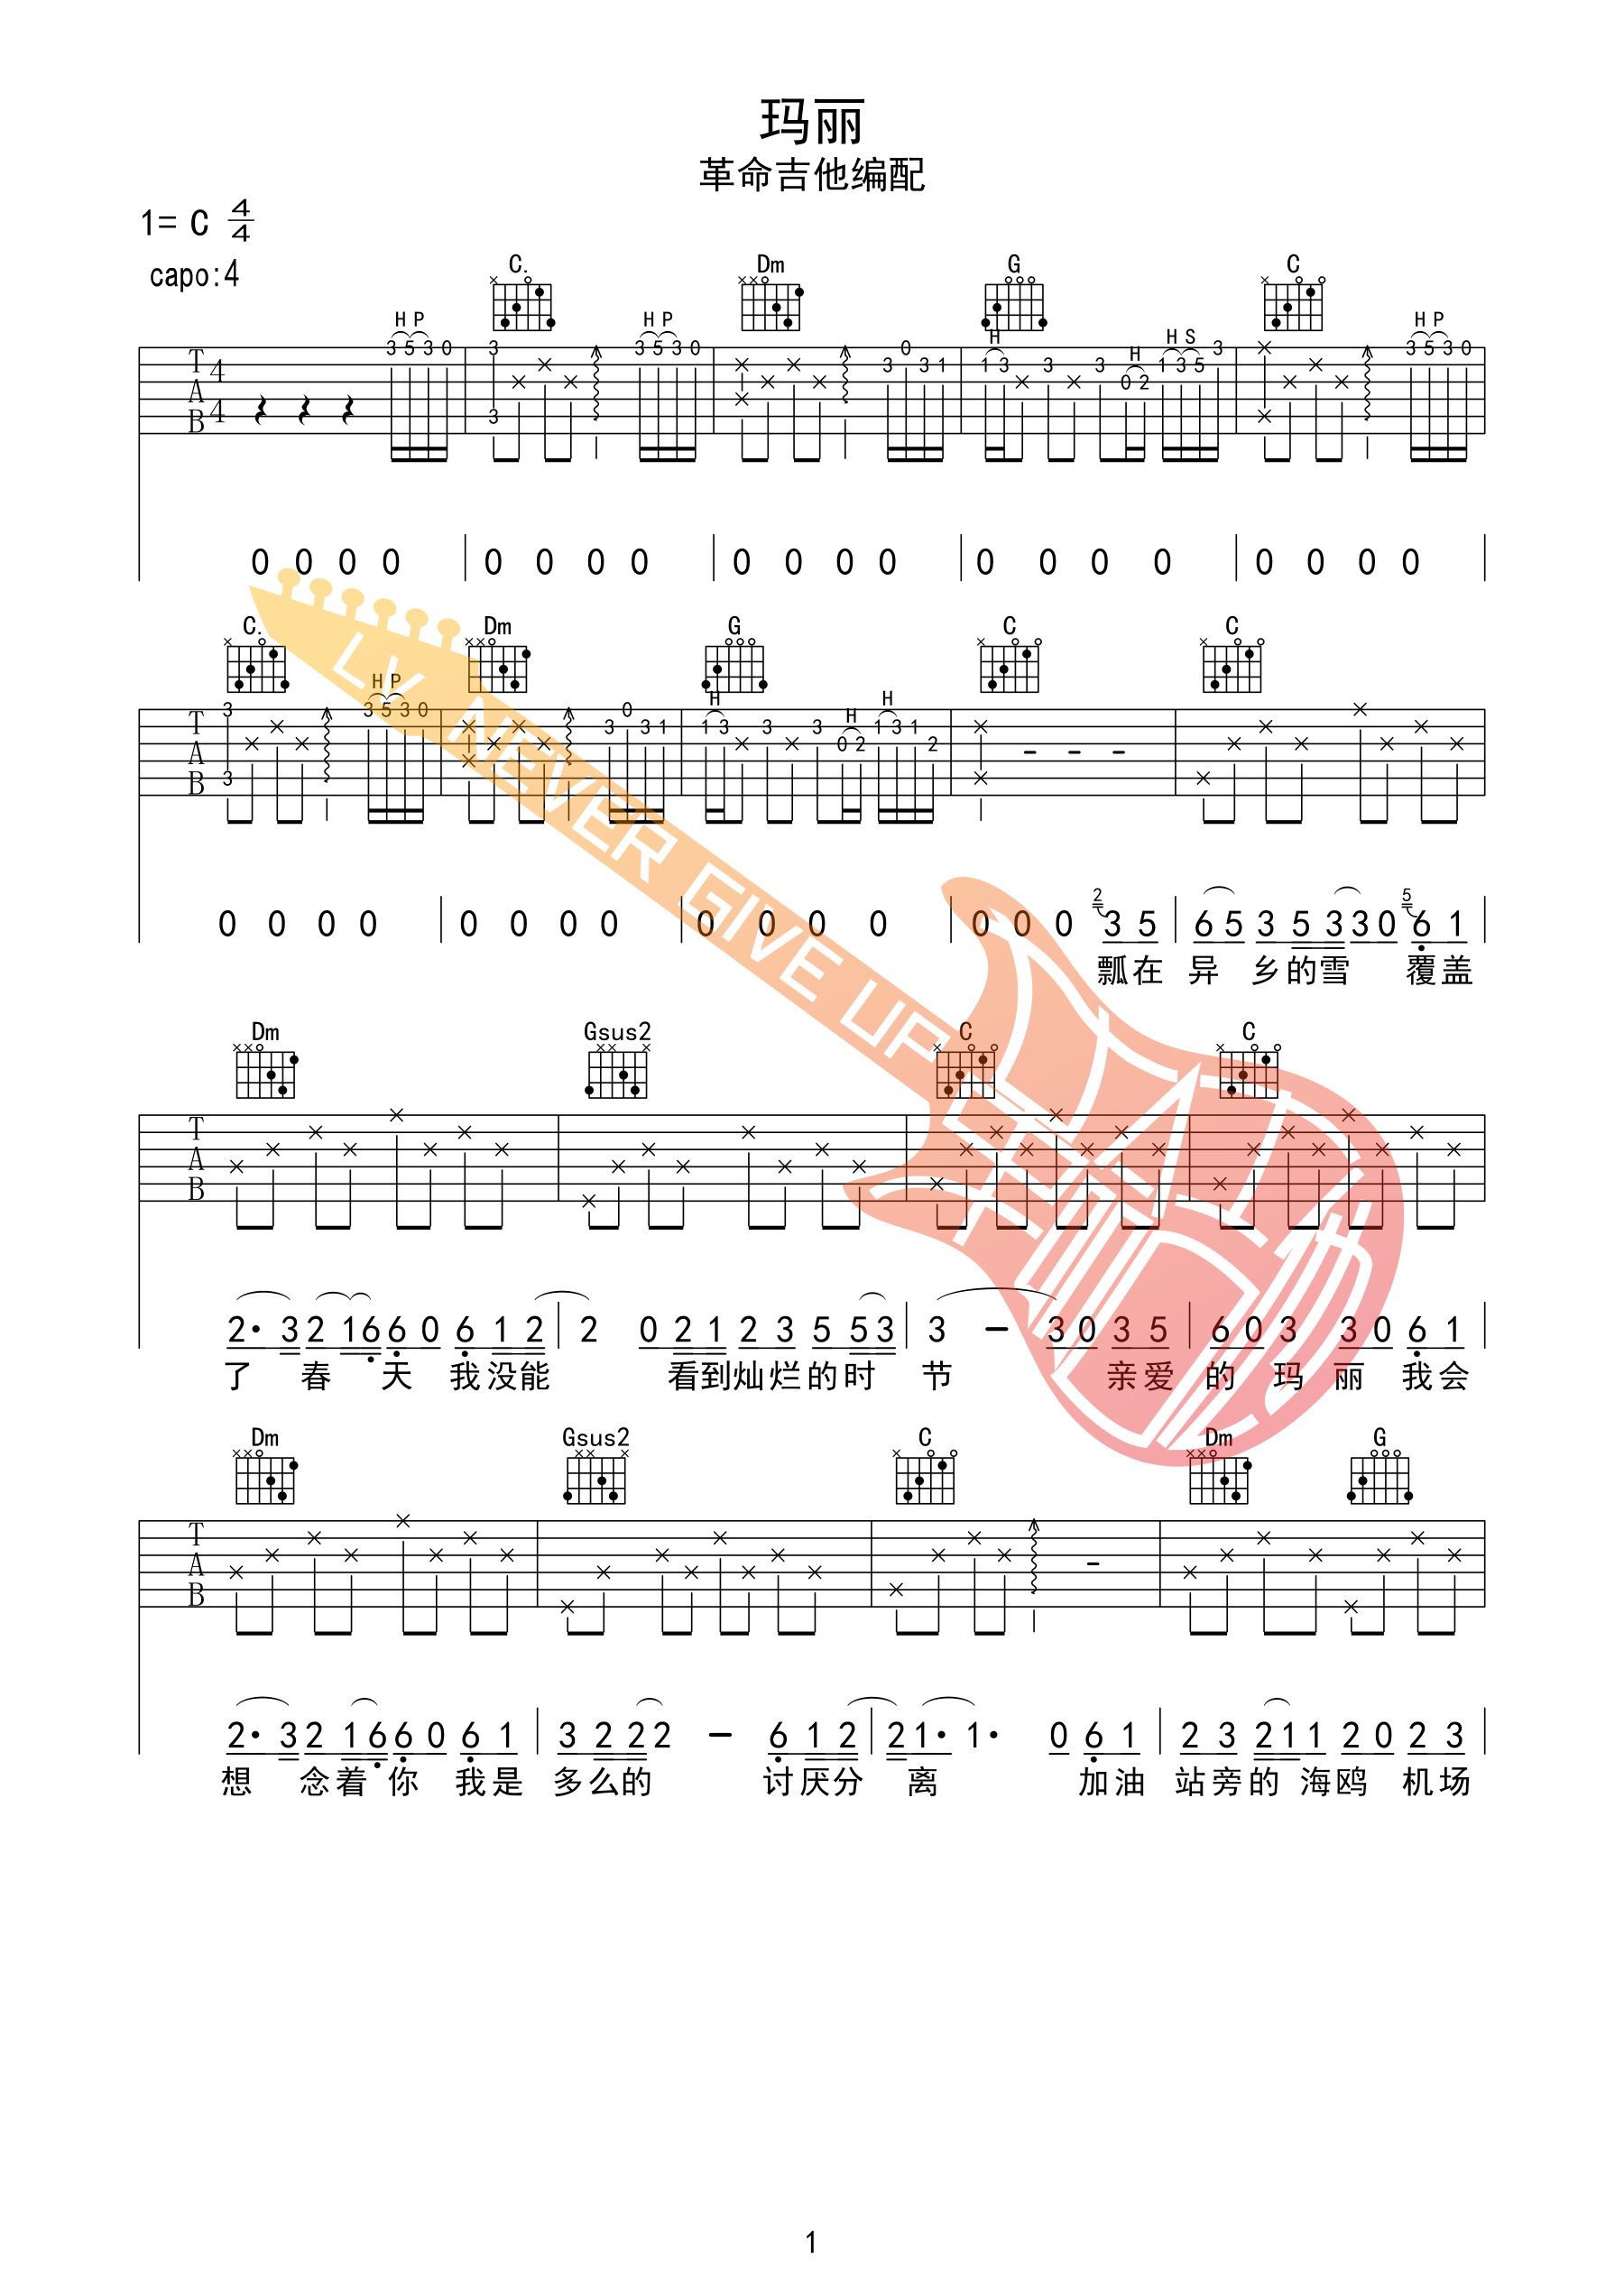 玛丽
革命吉他编配
1= C 4/4
capo:4
C. Dm G C
H P H P H H H S H P
3 5 3 0 3 3 3 5 3 0 3 0 3 1 1 3 3 3 0 2 1 3 5 3 3 5 3 0
T A B 4 4
0 0 0 0 0 0 0 0 0 0 0 0 0 0 0 0 0 0 0 0
C. Dm G C C
H P H H H
3 3 3 5 3 0 3 0 3 1 1 3 3 3 0 2 1 3 1 2
T A B
0 0 0 0 0 0 0 0 0 0 0 0 0 0 0 2 3 5 6 5 3 5 3 3 0 5 6 1
瓢在 异 乡的雪 覆盖
Dm Gsus2 C C
T A B
2· 3 2 1 6 6 0 6 1 2 2 0 2 1 2 3 5 5 3 3 – 3 0 3 5 6 0 3 3 0 6 1
了 春 天 我没能 看到灿烂的时 节 亲爱 的 玛 丽 我会
Dm Gsus2 C Dm G
T A B
2· 3 2 1 6 6 0 6 1 3 2 2 2 – 6 1 2 2 1· 1· 0 6 1 2 3 2 1 1 2 0 2 3
想 念着 你 我是 多么的 讨厌分 离 加油 站旁的 海鸥 机场
LV NEVER GIVE UP
1